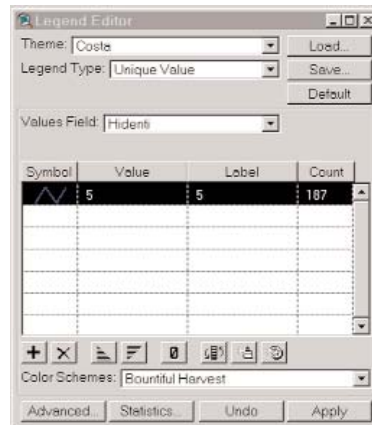 Legend Editor
Theme: Costa Load...
Legend Type: Unique Value Save...
Default
Values Field: Hidenti
Symbol Value Label Count
5 5 187
Color Schemes: Bountiful Harvest
Advanced... Statistics... Undo Apply